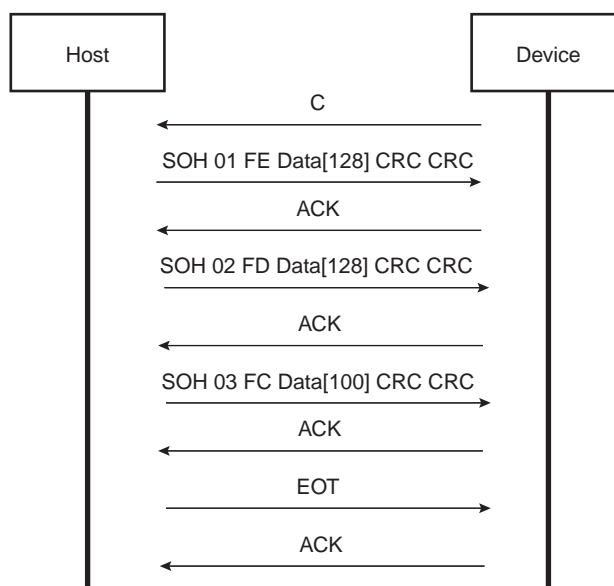 Host
Device
C
SOH 01 FE Data[128] CRC CRC
ACK
SOH 02 FD Data[128] CRC CRC
ACK
SOH 03 FC Data[100] CRC CRC
ACK
EOT
ACK